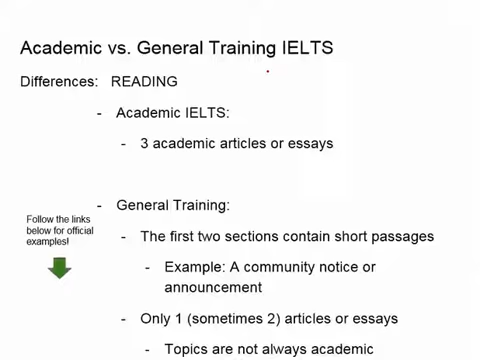 Academic vs. General Training IELTS
Differences: READING
- Academic IELTS:
- 3 academic articles or essays
- General Training:
Follow the links
below for official
examples!
- The first two sections contain short passages
- Example: A community notice or
announcement
- Only 1 (sometimes 2) articles or essays
- Topics are not always academic